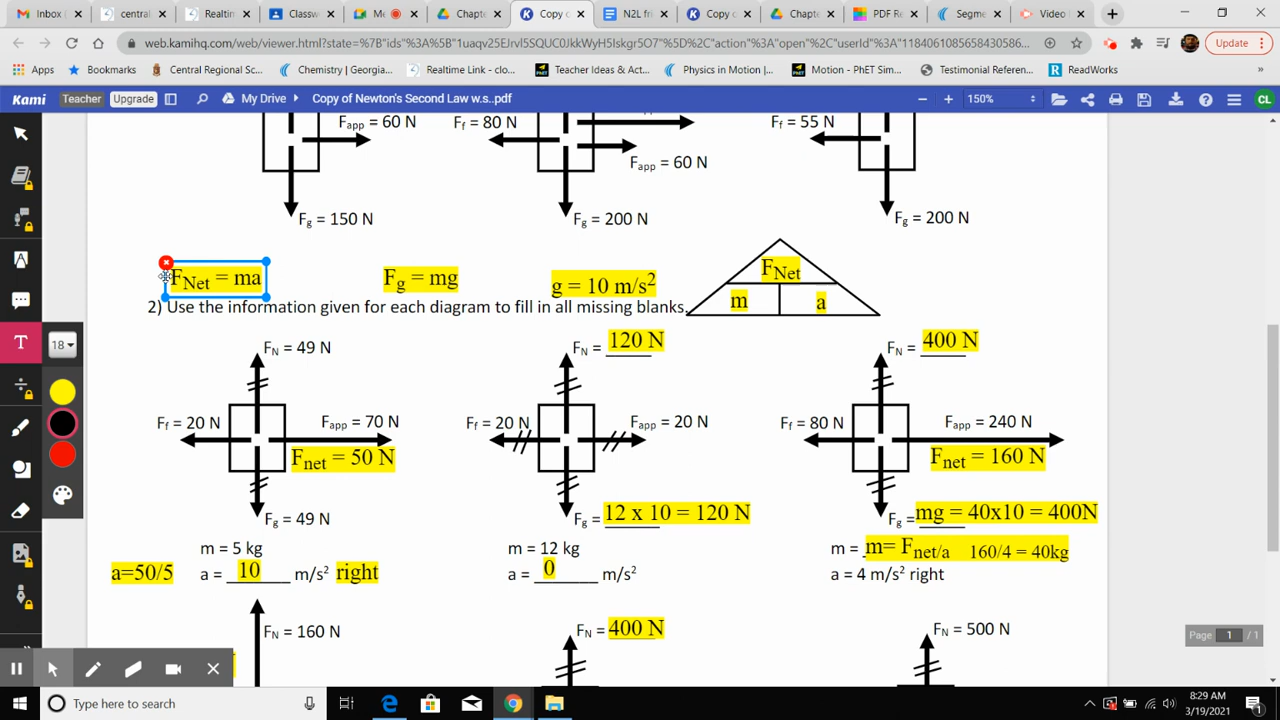 Inbox (
central
Realtin
Classw
Me
Chapte
Copy c
N2L fri
Copy c
Chapte
PDF Re
Segme
Video
web.kamihq.com/web/viewer.html?state=%7B"ids"%3A%5B"1uaqr25EJrvl5SQUCDJkkWyH5Iskgr5O7"%5D%2C"action"%3A"open"%2C"userId"%3A"11840610856584305​86...
Update
Apps
Bookmarks
Central Regional Sc...
Chemistry | Georgia...
Realtime Link - clo...
Teacher Ideas & Act...
Physics in Motion |...
Motion - PhET Sim...
Testimonial Referen...
ReadWorks
Kami
Teacher
Upgrade
My Drive
Copy of Newton's Second Law w.s..pdf
150%
CL
Fapp = 60 N
Ff = 80 N
Fapp = 60 N
Ff = 55 N
Fg = 150 N
Fg = 200 N
Fg = 200 N
FNet = ma
Fg = mg
g = 10 m/s²
FNet
m
a
2) Use the information given for each diagram to fill in all missing blanks.
18
FN = 49 N
FN = 120 N
FN = 400 N
Ff = 20 N
Fapp = 70 N
Ff = 20 N
Fapp = 20 N
Ff = 80 N
Fapp = 240 N
Fnet = 50 N
Fnet = 160 N
Fg = 49 N
Fg = 12 x 10 = 120 N
Fg = mg = 40x10 = 400N
m = 5 kg
m = 12 kg
m = m= Fnet/a 160/4 = 40kg
a=50/5
a = 10 m/s² right
a = 0 m/s²
a = 4 m/s² right
FN = 160 N
FN = 400 N
FN = 500 N
Page 1 / 1
Type here to search
8:29 AM
3/19/2021
1